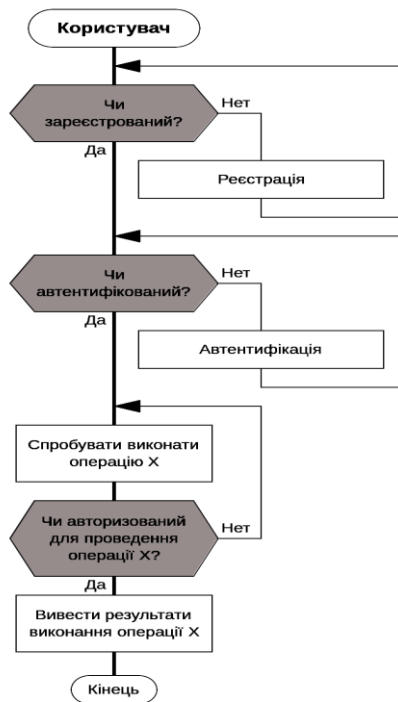 Користувач
Чи
зареєстрований?
Нет
Да
Реєстрація
Чи
автентифікований?
Нет
Да
Автентифікація
Спробувати виконати
операцію X
Чи авторизований
для проведення
операції X?
Нет
Да
Вивести результати
виконання операції X
Кінець